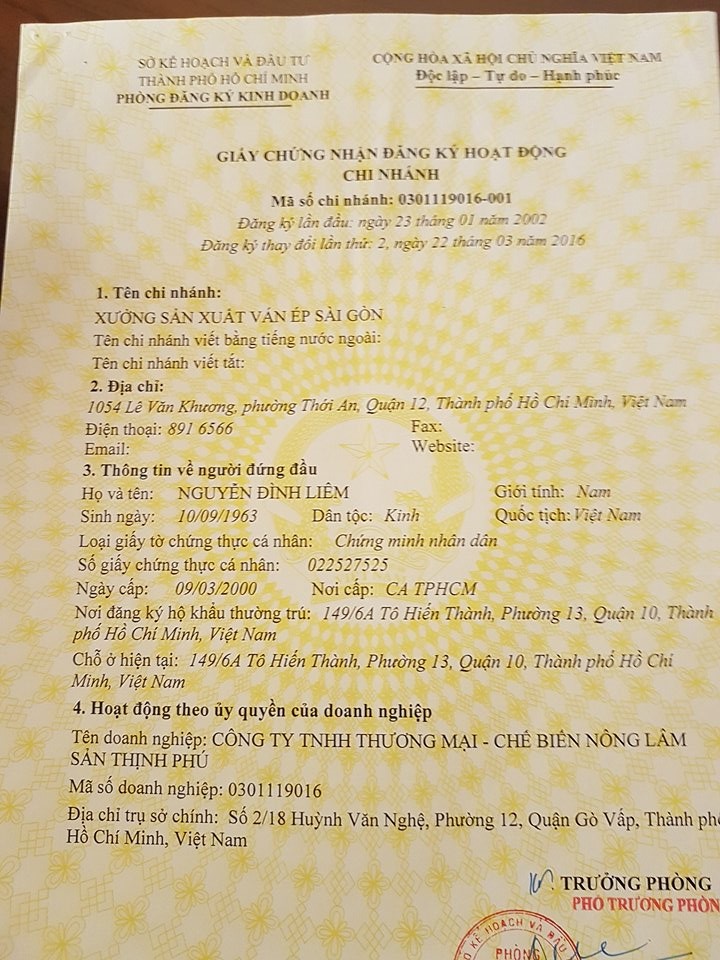 SỞ KẾ HOẠCH VÀ ĐẦU TƯ
THÀNH PHỐ HỒ CHÍ MINH
PHÒNG ĐĂNG KÝ KINH DOANH
CỘNG HÒA XÃ HỘI CHỦ NGHĨA VIỆT NAM
Độc lập – Tự do – Hạnh phúc
GIẤY CHỨNG NHẬN ĐĂNG KÝ HOẠT ĐỘNG
CHI NHÁNH
Mã số chi nhánh: 0301119016-001
Đăng ký lần đầu: ngày 23 tháng 01 năm 2002
Đăng ký thay đổi lần thứ: 2, ngày 22 tháng 03 năm 2016
1. Tên chi nhánh:
XƯỞNG SẢN XUẤT VÁN ÉP SÀI GÒN
Tên chi nhánh viết bằng tiếng nước ngoài:
Tên chi nhánh viết tắt:
2. Địa chỉ:
1054 Lê Văn Khương, phường Thới An, Quận 12, Thành phố Hồ Chí Minh, Việt Nam
Điện thoại: 891 6566 Fax:
Email: Website:
3. Thông tin về người đứng đầu
Họ và tên: NGUYỄN ĐÌNH LIÊM Giới tính: Nam
Sinh ngày: 10/09/1963 Dân tộc: Kinh Quốc tịch: Việt Nam
Loại giấy tờ chứng thực cá nhân: Chứng minh nhân dân
Số giấy chứng thực cá nhân: 022527525
Ngày cấp: 09/03/2000 Nơi cấp: CA TPHCM
Nơi đăng ký hộ khẩu thường trú: 149/6A Tô Hiến Thành, Phường 13, Quận 10, Thành
phố Hồ Chí Minh, Việt Nam
Chỗ ở hiện tại: 149/6A Tô Hiến Thành, Phường 13, Quận 10, Thành phố Hồ Chí
Minh, Việt Nam
4. Hoạt động theo ủy quyền của doanh nghiệp
Tên doanh nghiệp: CÔNG TY TNHH THƯƠNG MẠI - CHẾ BIẾN NÔNG LÂM
SẢN THỊNH PHÚ
Mã số doanh nghiệp: 0301119016
Địa chỉ trụ sở chính: Số 2/18 Huỳnh Văn Nghệ, Phường 12, Quận Gò Vấp, Thành phố
Hồ Chí Minh, Việt Nam
TRƯỞNG PHÒNG
PHÓ TRƯỞNG PHÒN
KẾ HOẠCH VÀ ĐẦU
PHÒNG